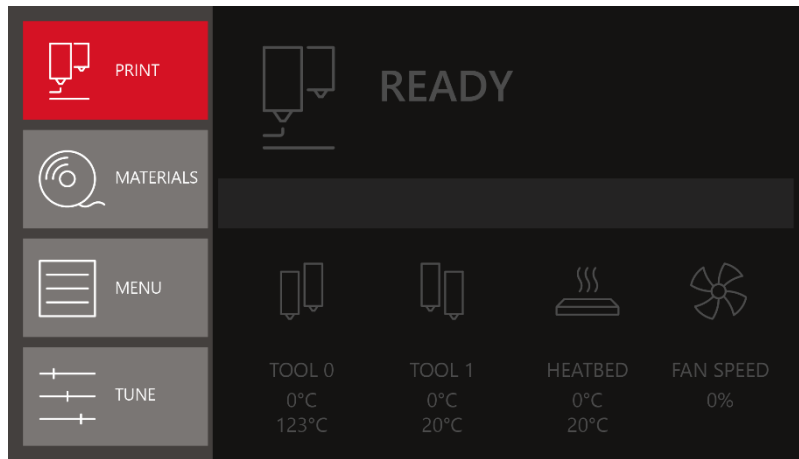 PRINT
MATERIALS
MENU
TUNE
READY
TOOL 0 TOOL 1 HEATBED FAN SPEED
0°C 0°C 0°C 0%
123°C 20°C 20°C